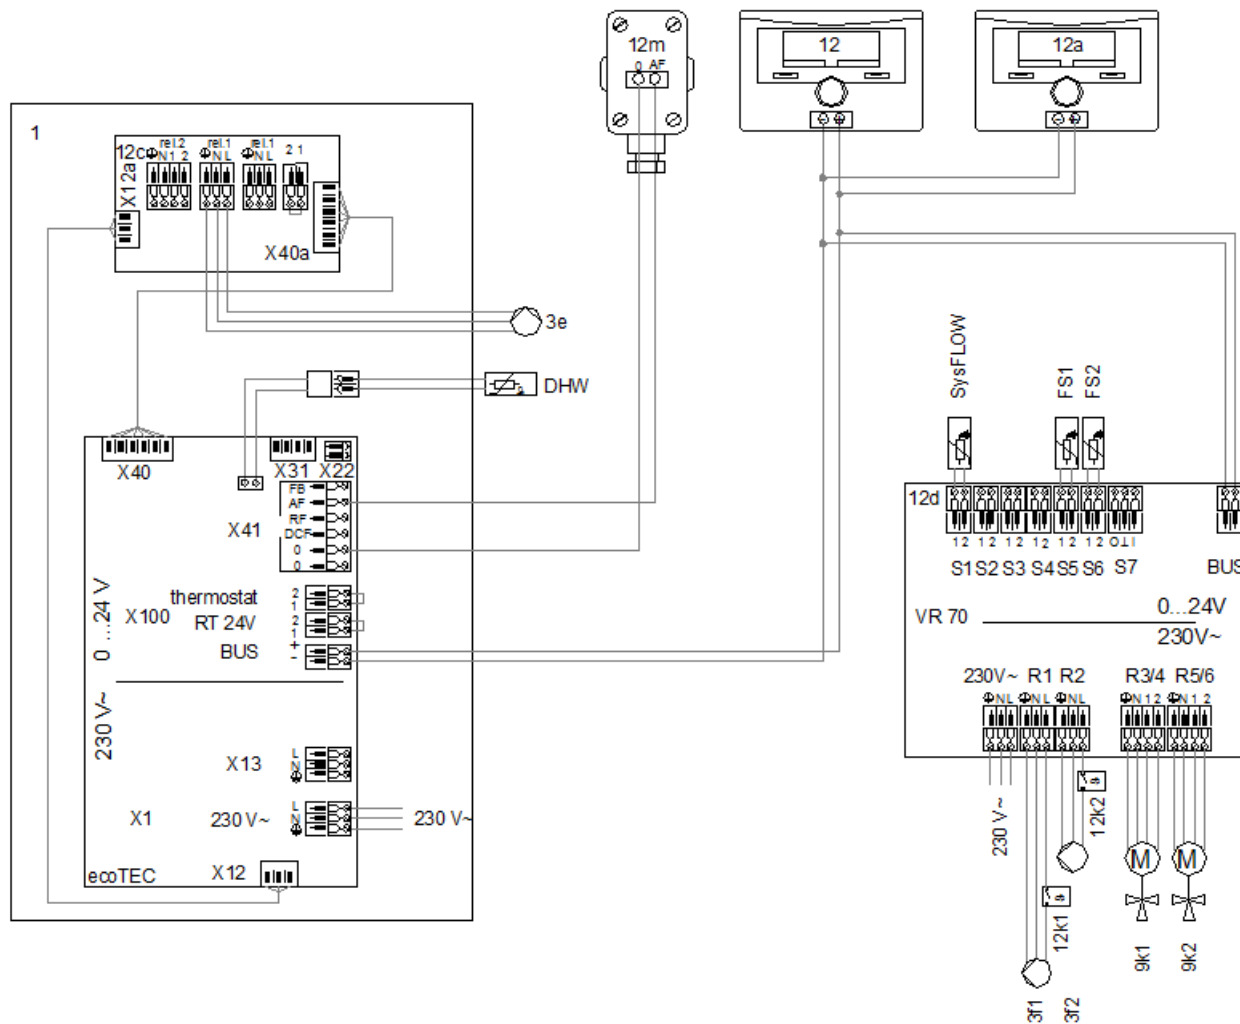 12m
0 AF
12
12a
1
12c
rel.2
N 1 2
rel.1
N L
rel.1
N L
2 1
X12a
X40a
3e
DHW
X40
X31
X22
X41
FB
AF
RF
DCF
0
0
0 ...24 V
X100
thermostat
2
1
RT 24V
2
1
BUS
+
-
230 V~
X13
L
N
X1
230 V~
L
N
230 V~
ecoTEC
X12
SysFLOW
FS1
FS2
12d
1 2
1 2
1 2
1 2
1 2
1 2
O⊥I
S1 S2 S3 S4 S5 S6 S7
BUS
VR 70
0...24V
230V~
230V~ R1 R2 R3/4 R5/6
N L
N L
N L
N 1 2
N 1 2
230 V~
12k2
12k1
M
M
3f1
3f2
9k1
9k2